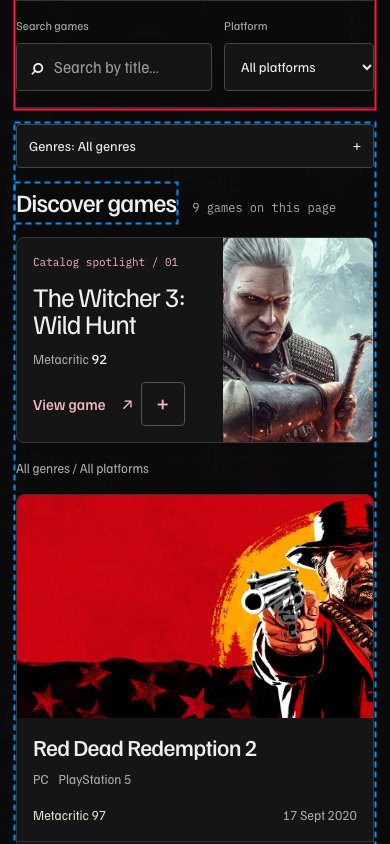 Search games
Platform
Search by title...
All platforms
Genres: All genres
+
Discover games
9 games on this page
Catalog spotlight / 01
The Witcher 3:
Wild Hunt
Metacritic 92
View game ↗ +
All genres / All platforms
Red Dead Redemption 2
PC PlayStation 5
Metacritic 97
17 Sept 2020